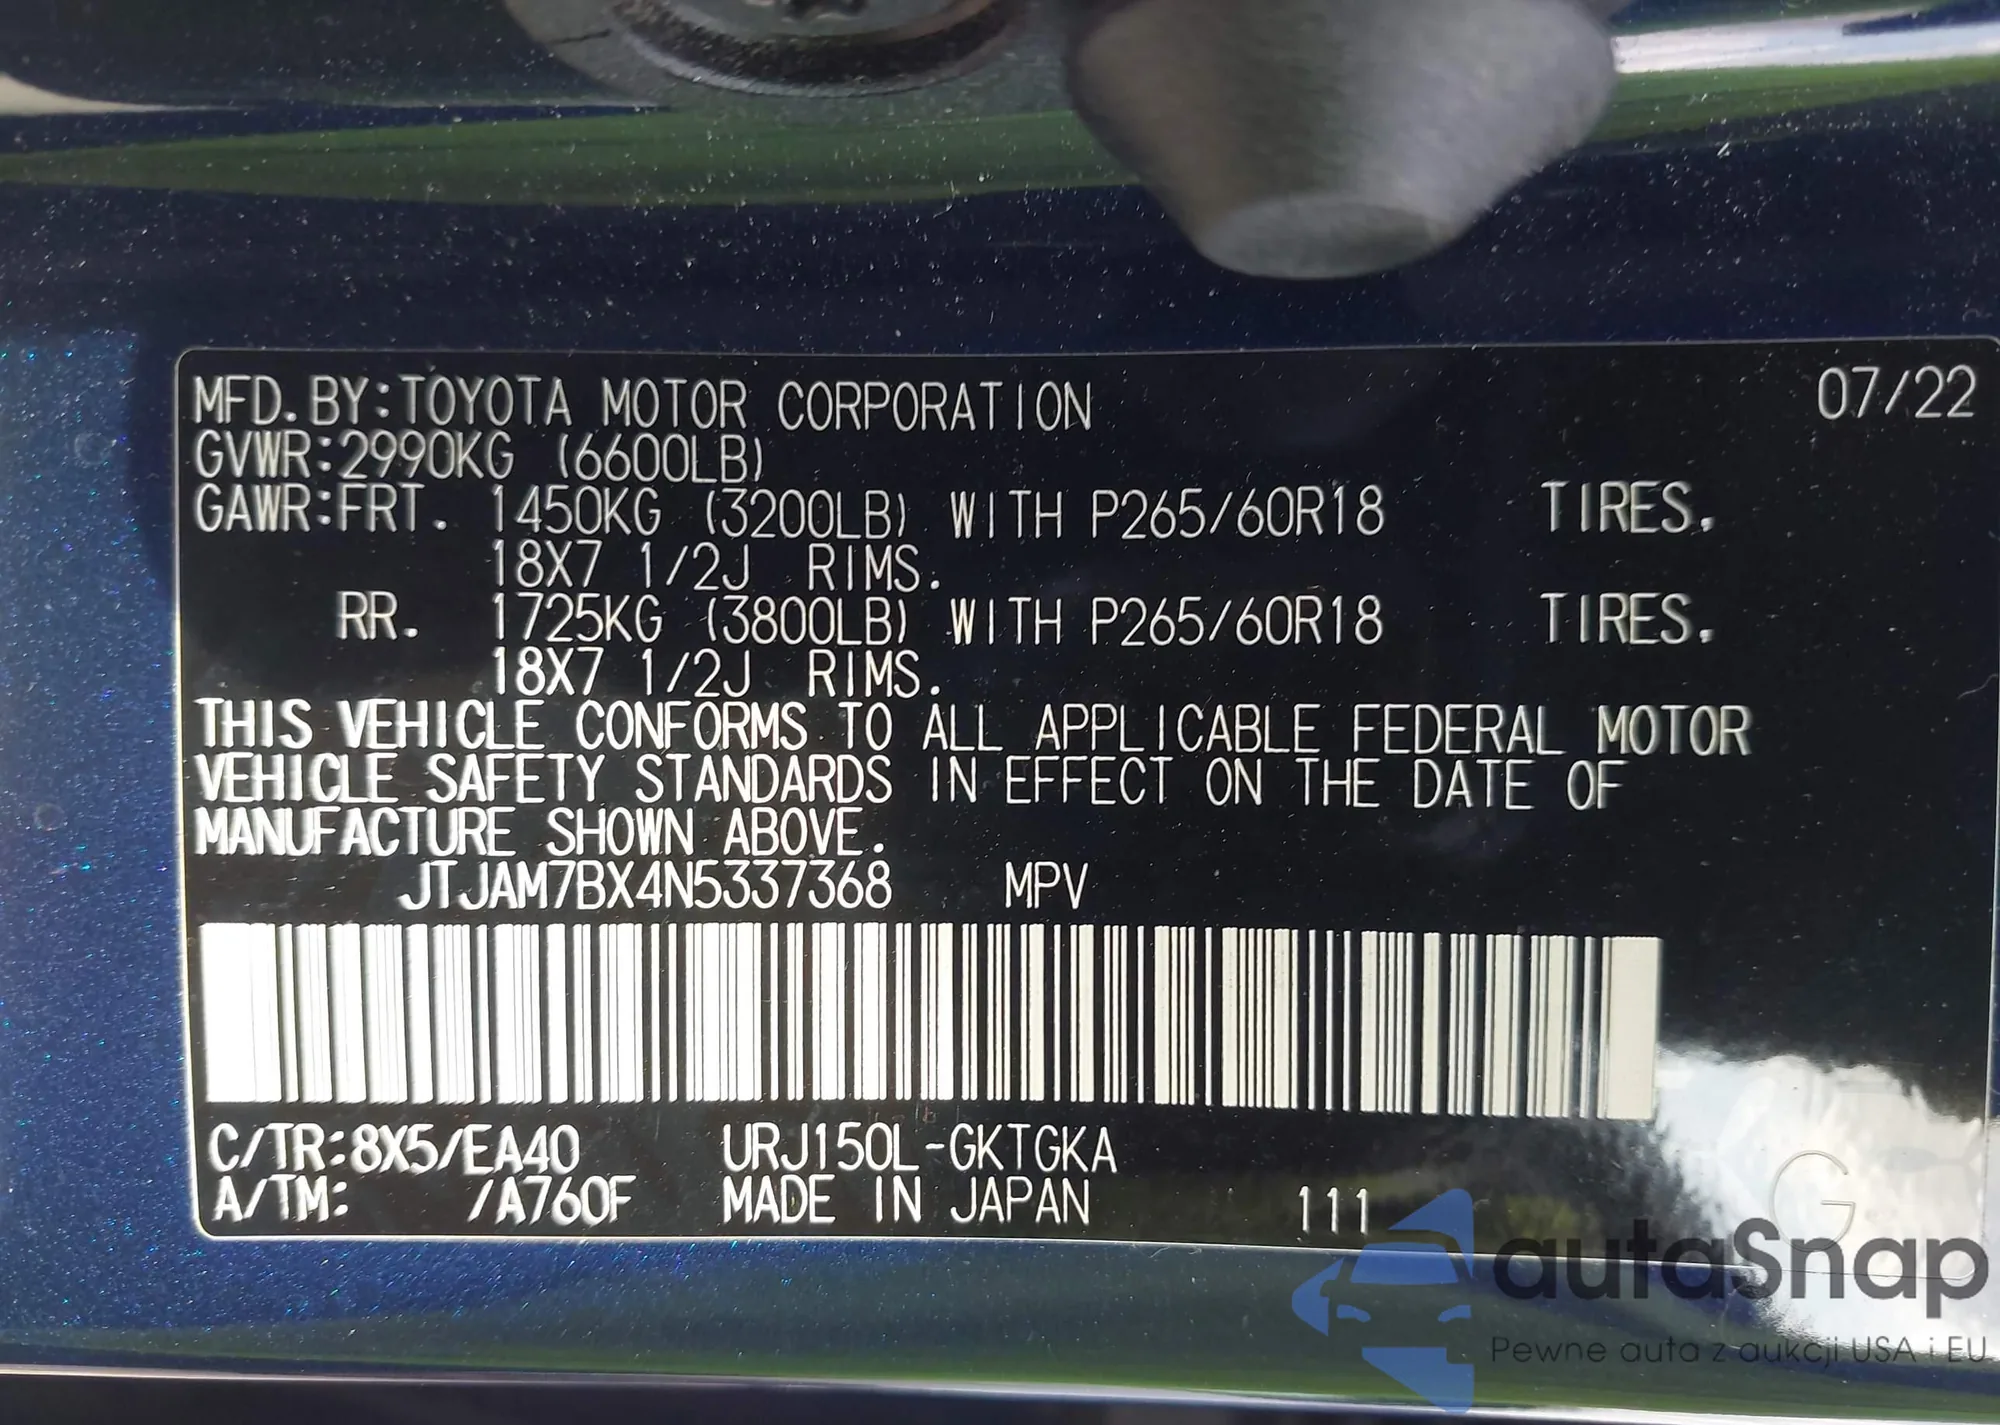 MFD. BY:TOYOTA MOTOR CORPORATION 07/22
GVWR:2990KG (6600LB)
GAWR:FRT. 1450KG (3200LB) WITH P265/60R18 TIRES.
18X7 1/2J RIMS.
RR. 1725KG (3800LB) WITH P265/60R18 TIRES.
18X7 1/2J RIMS.
THIS VEHICLE CONFORMS TO ALL APPLICABLE FEDERAL MOTOR
VEHICLE SAFETY STANDARDS IN EFFECT ON THE DATE OF
MANUFACTURE SHOWN ABOVE.
JTJAM7BX4N5337368 MPV
C/TR:8X5/EA40 URJ150L-GKTGKA
A/TM: /A760F MADE IN JAPAN 111
G
autaSnap
Pewne auta z aukcji USA i EU